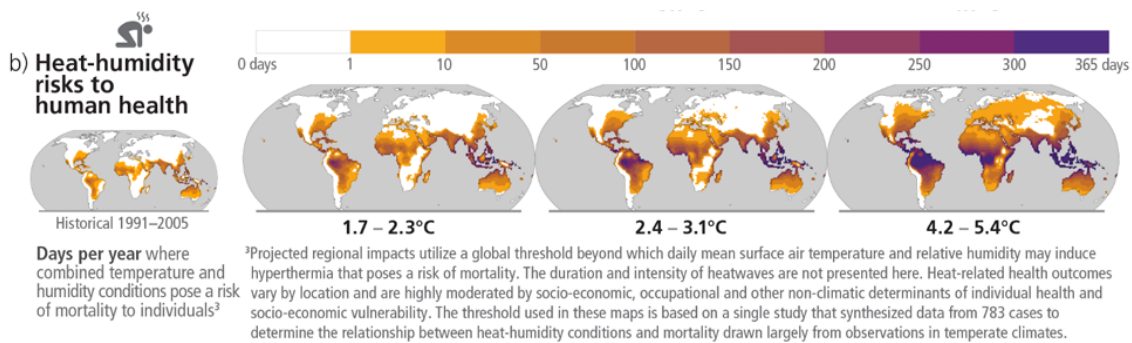 b) Heat-humidity
risks to
human health
0 days 1 10 50 100 150 200 250 300 365 days
Historical 1991–2005
1.7 – 2.3°C
2.4 – 3.1°C
4.2 – 5.4°C
Days per year where
combined temperature and
humidity conditions pose a risk
of mortality to individuals³
³Projected regional impacts utilize a global threshold beyond which daily mean surface air temperature and relative humidity may induce
hyperthermia that poses a risk of mortality. The duration and intensity of heatwaves are not presented here. Heat-related health outcomes
vary by location and are highly moderated by socio-economic, occupational and other non-climatic determinants of individual health and
socio-economic vulnerability. The threshold used in these maps is based on a single study that synthesized data from 783 cases to
determine the relationship between heat-humidity conditions and mortality drawn largely from observations in temperate climates.